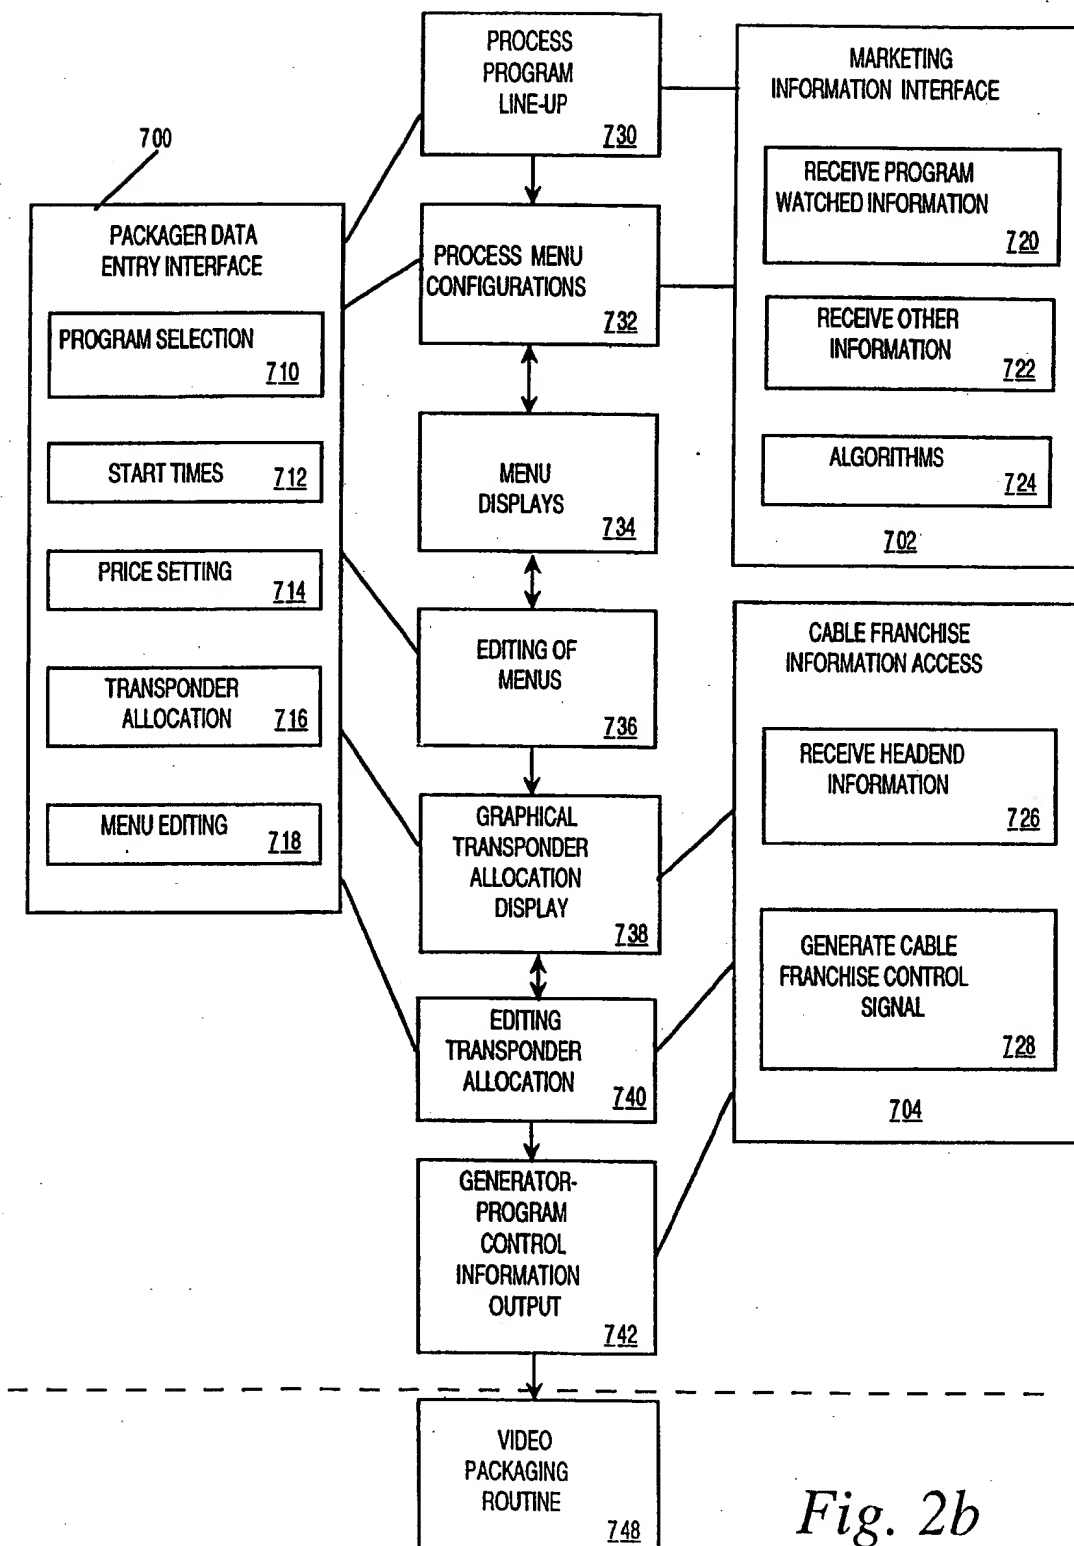 700
PACKAGER DATA
ENTRY INTERFACE
PROGRAM SELECTION
710
START TIMES
712
PRICE SETTING
714
TRANSPONDER
ALLOCATION
716
MENU EDITING
718
PROCESS
PROGRAM
LINE-UP
730
PROCESS MENU
CONFIGURATIONS
732
MENU
DISPLAYS
734
EDITING OF
MENUS
736
GRAPHICAL
TRANSPONDER
ALLOCATION
DISPLAY
738
EDITING
TRANSPONDER
ALLOCATION
740
GENERATOR-
PROGRAM
CONTROL
INFORMATION
OUTPUT
742
VIDEO
PACKAGING
ROUTINE
748
MARKETING
INFORMATION INTERFACE
RECEIVE PROGRAM
WATCHED INFORMATION
720
RECEIVE OTHER
INFORMATION
722
ALGORITHMS
724
702
CABLE FRANCHISE
INFORMATION ACCESS
RECEIVE HEADEND
INFORMATION
726
GENERATE CABLE
FRANCHISE CONTROL
SIGNAL
728
704
Fig. 2b